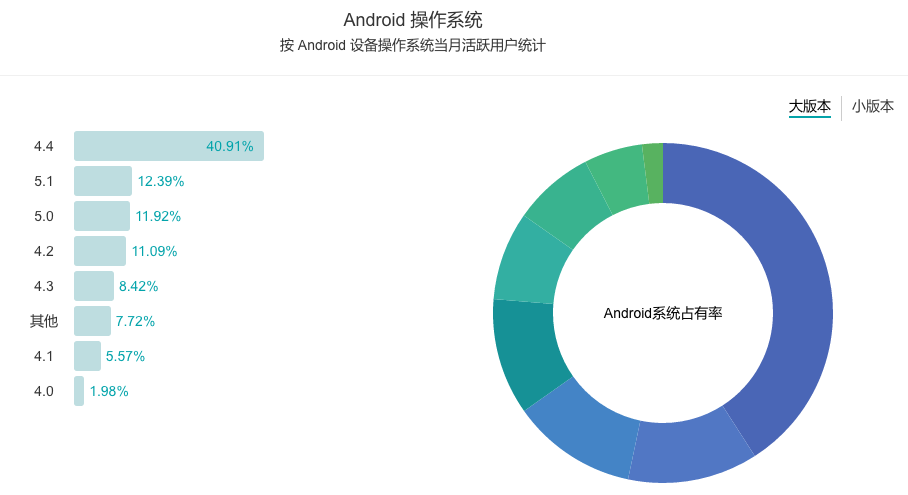 Android 操作系统
按 Android 设备操作系统当月活跃用户统计
大版本 小版本
4.4 40.91%
5.1 12.39%
5.0 11.92%
4.2 11.09%
4.3 8.42%
其他 7.72%
4.1 5.57%
4.0 1.98%
Android系统占有率